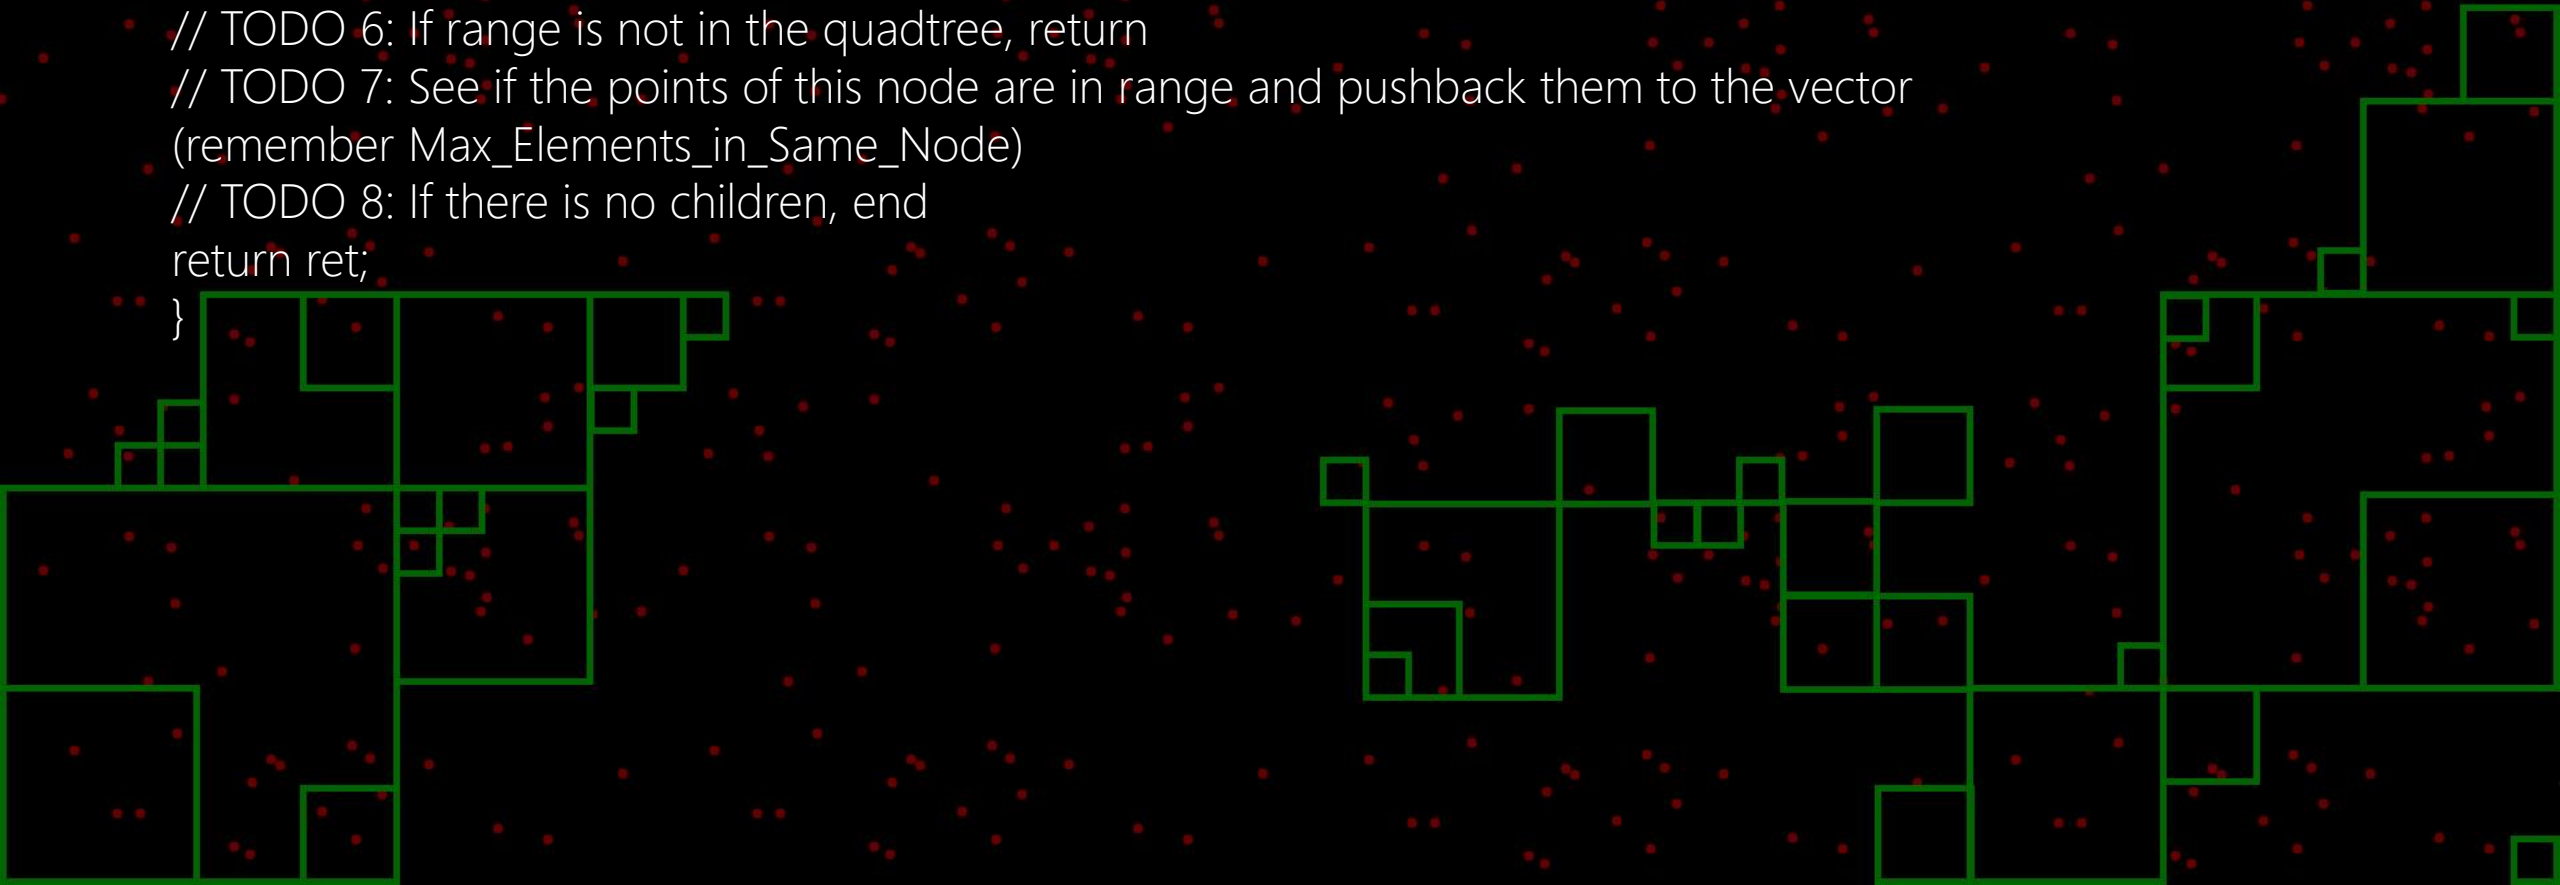 // TODO 6: If range is not in the quadtree, return
// TODO 7: See if the points of this node are in range and pushback them to the vector
(remember Max_Elements_in_Same_Node)
// TODO 8: If there is no children, end
return ret;
}